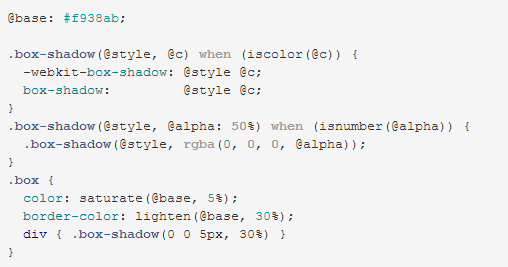 @base: #f938ab;

.box-shadow(@style, @c) when (iscolor(@c)) {
  -webkit-box-shadow: @style @c;
  box-shadow:         @style @c;
}
.box-shadow(@style, @alpha: 50%) when (isnumber(@alpha)) {
  .box-shadow(@style, rgba(0, 0, 0, @alpha));
}
.box {
  color: saturate(@base, 5%);
  border-color: lighten(@base, 30%);
  div { .box-shadow(0 0 5px, 30%) }
}